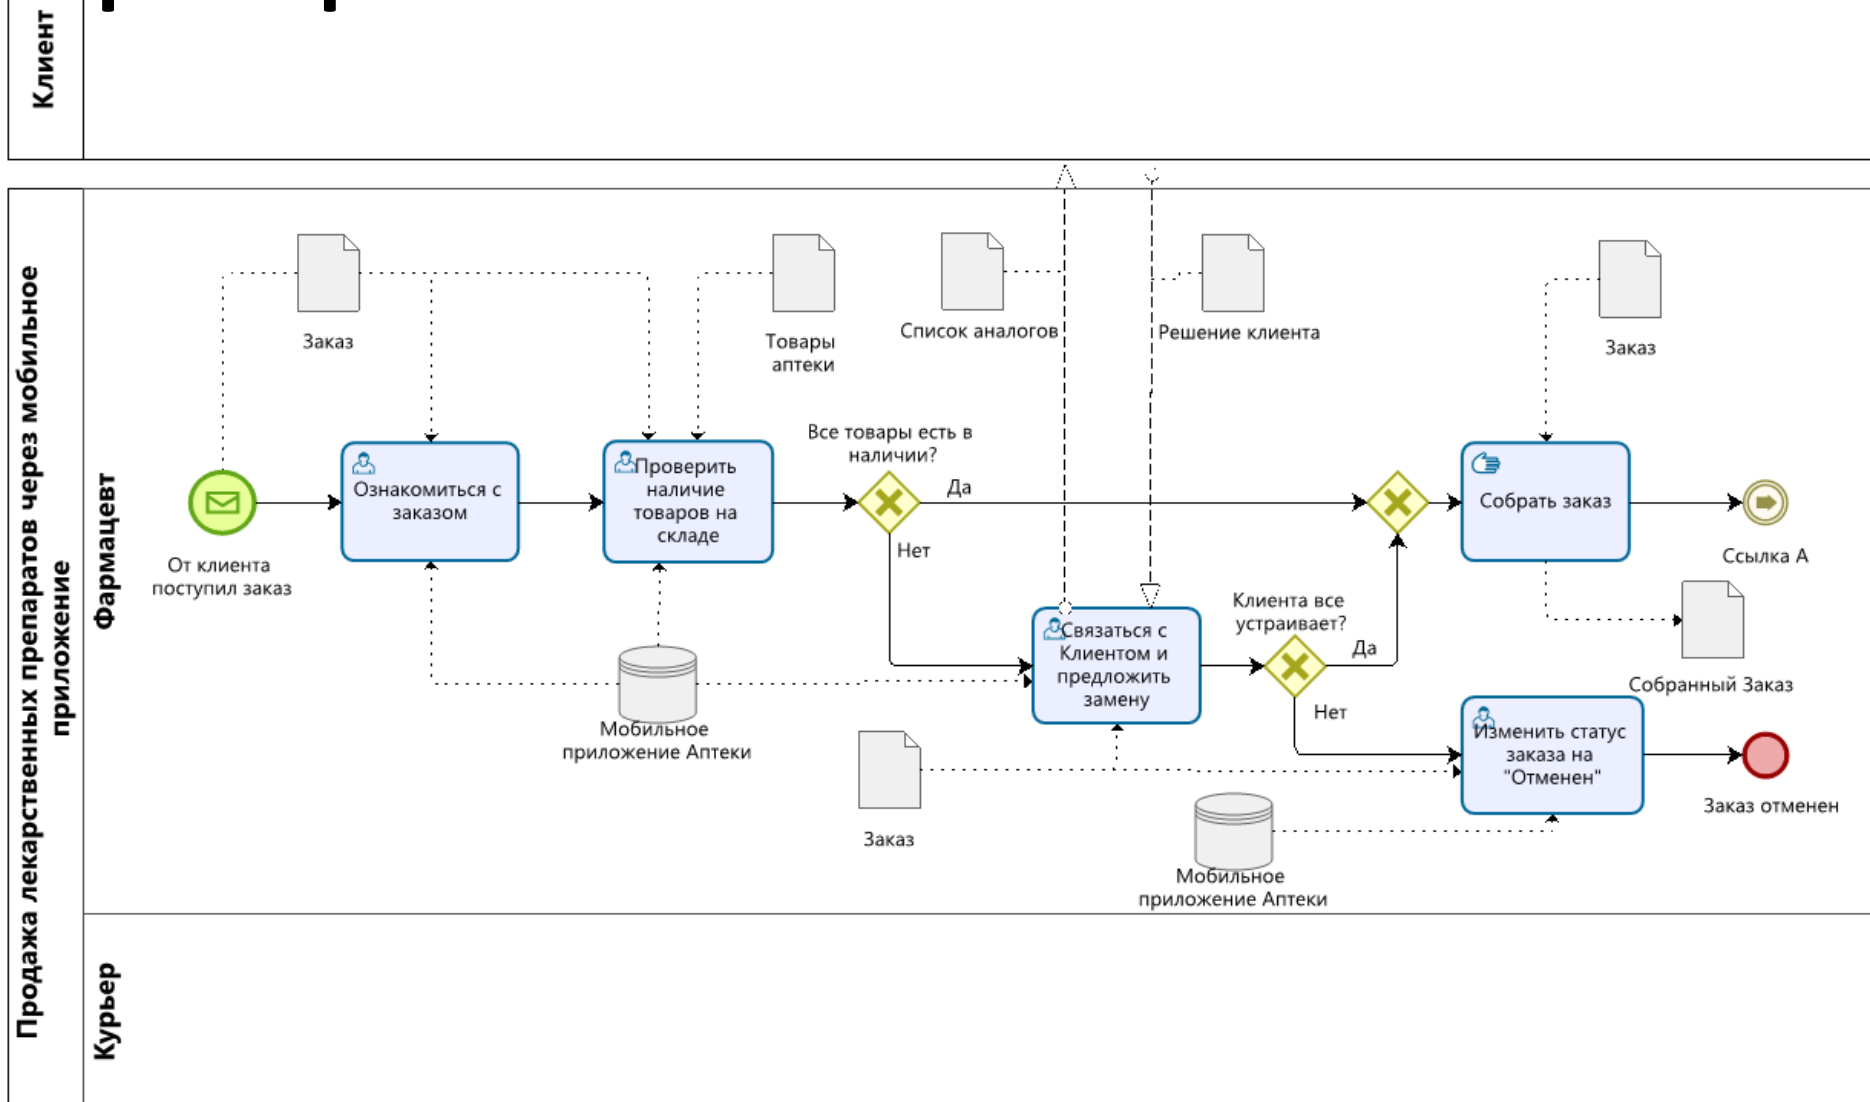 Клиент
Продажа лекарственных препаратов через мобильное
приложение
Фармацевт
Курьер
Заказ
Товары
аптеки
Список аналогов
Решение клиента
Заказ
Все товары есть в
наличии?
Да
Нет
От клиента
поступил заказ
Ознакомиться с
заказом
Проверить
наличие
товаров на
складе
Собрать заказ
Ссылка А
Клиента все
устраивает?
Да
Нет
Связаться с
Клиентом и
предложить
замену
Собранный Заказ
Мобильное
приложение Аптеки
Изменить статус
заказа на
"Отменен"
Заказ отменен
Заказ
Мобильное
приложение Аптеки